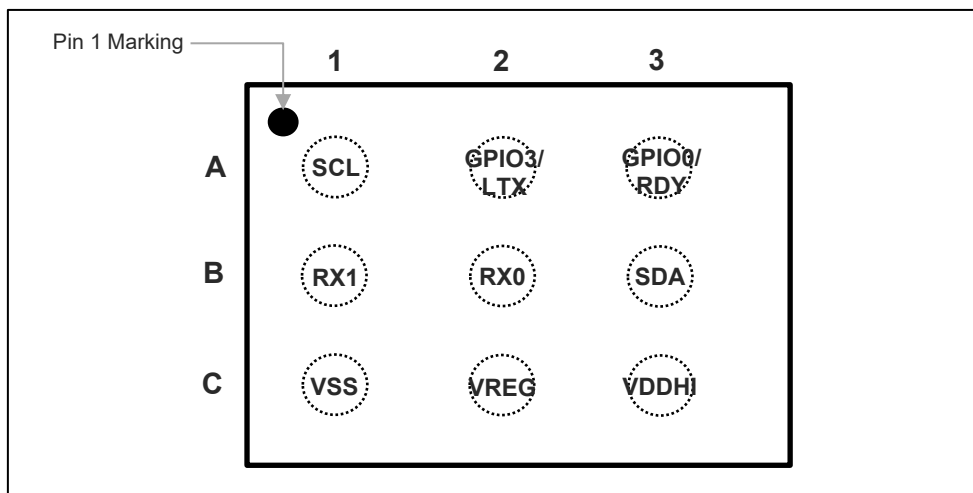 Pin 1 Marking
1 2 3
A SCL GPIO3/ GPIO0/
LTX RDY
B RX1 RX0 SDA
C VSS VREG VDDHI